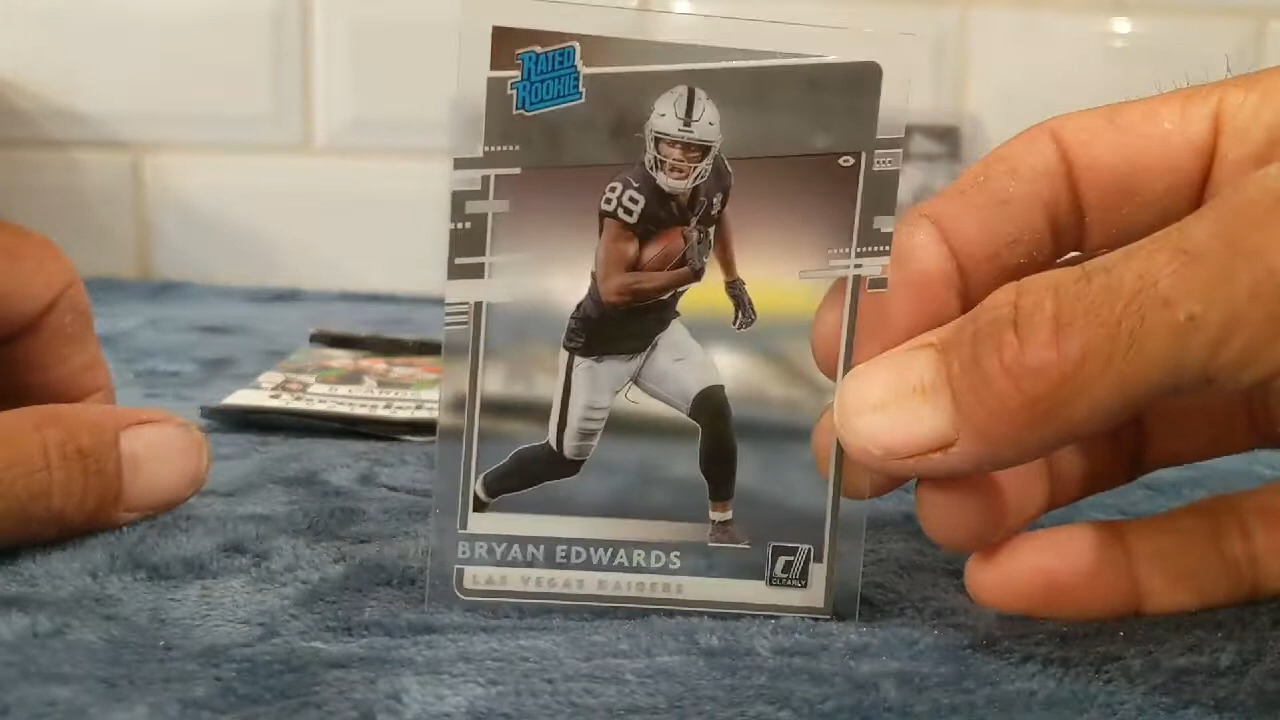 RATED
ROOKIE
89
BRYAN EDWARDS
LAS VEGAS RAIDERS
CLEARLY